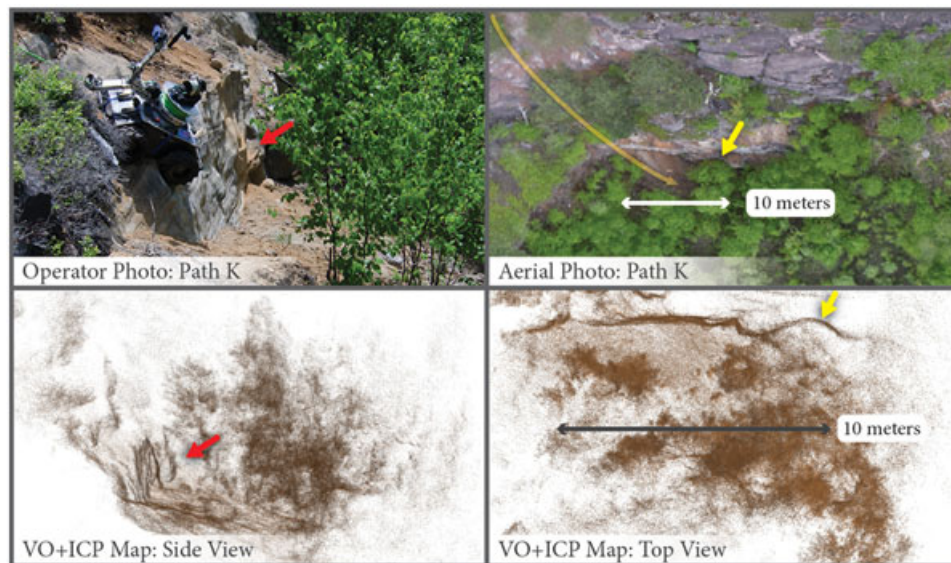 Operator Photo: Path K
10 meters
Aerial Photo: Path K
VO+ICP Map: Side View
10 meters
VO+ICP Map: Top View